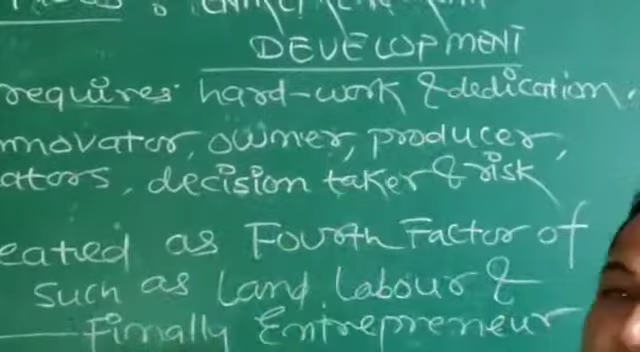 DEVELOPMENT
requires hard-work & dedication,
nnovator, owner, producer,
ators, decision taker & risk
eated as Fourth Factor of
such as Land, Labour &
Finally Entrepreneur